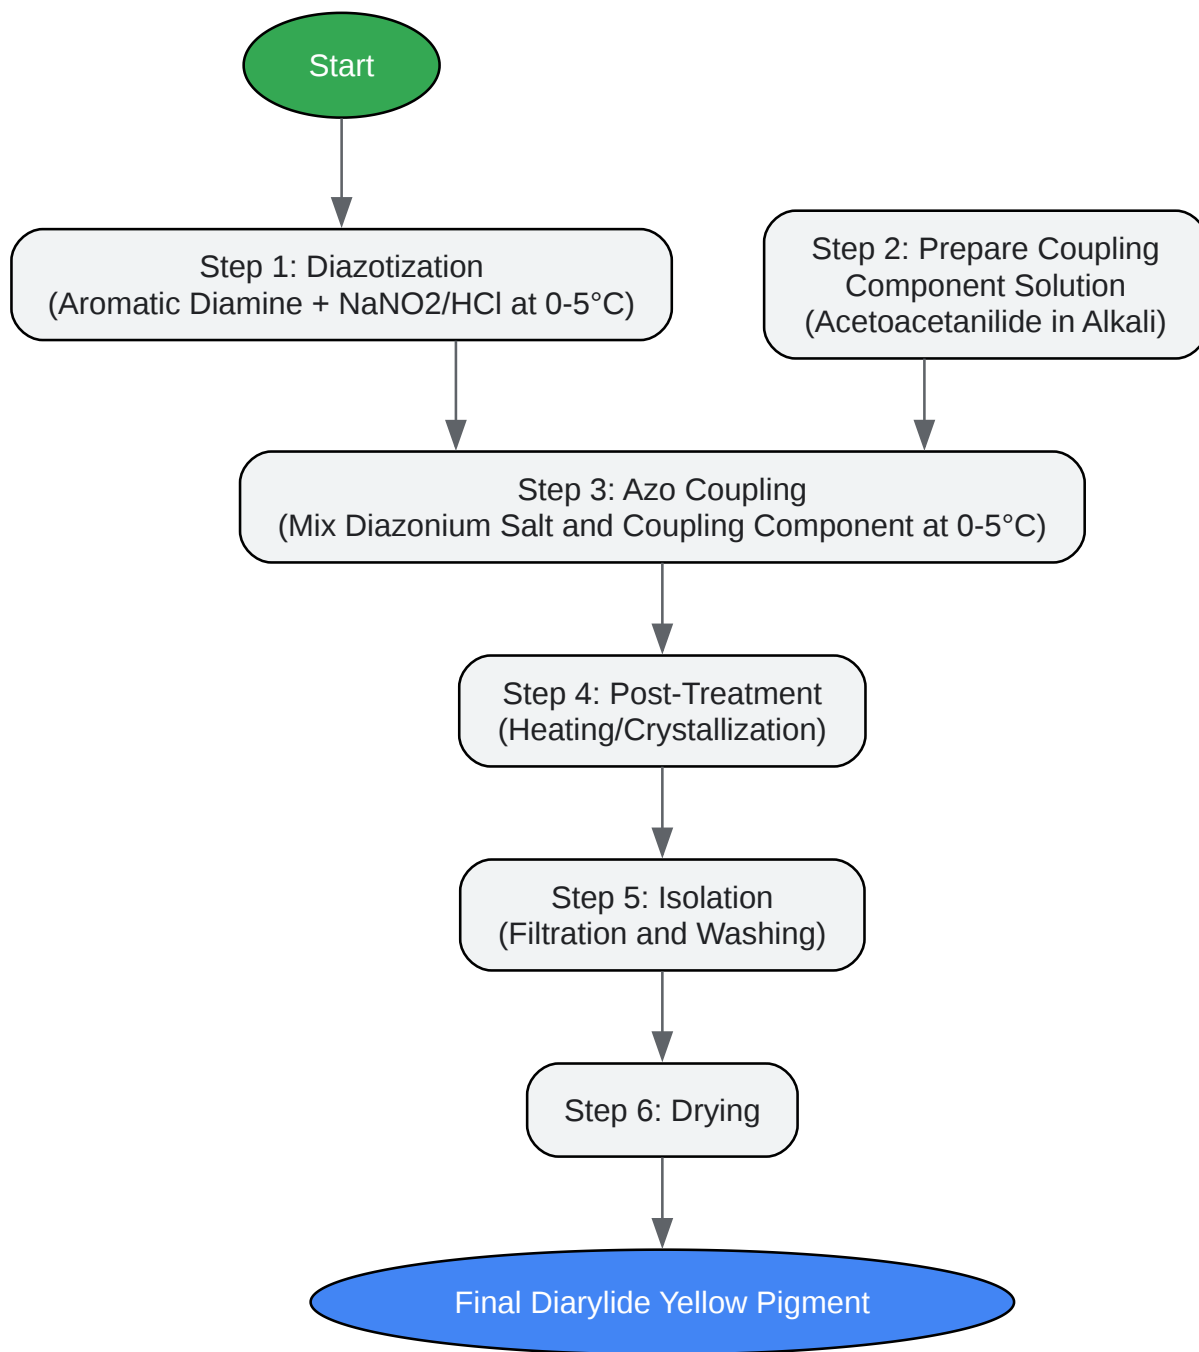 Start
Step 1: Diazotization
(Aromatic Diamine + NaNO2/HCl at 0-5°C)
Step 2: Prepare Coupling
Component Solution
(Acetoacetanilide in Alkali)
Step 3: Azo Coupling
(Mix Diazonium Salt and Coupling Component at 0-5°C)
Step 4: Post-Treatment
(Heating/Crystallization)
Step 5: Isolation
(Filtration and Washing)
Step 6: Drying
Final Diarylide Yellow Pigment